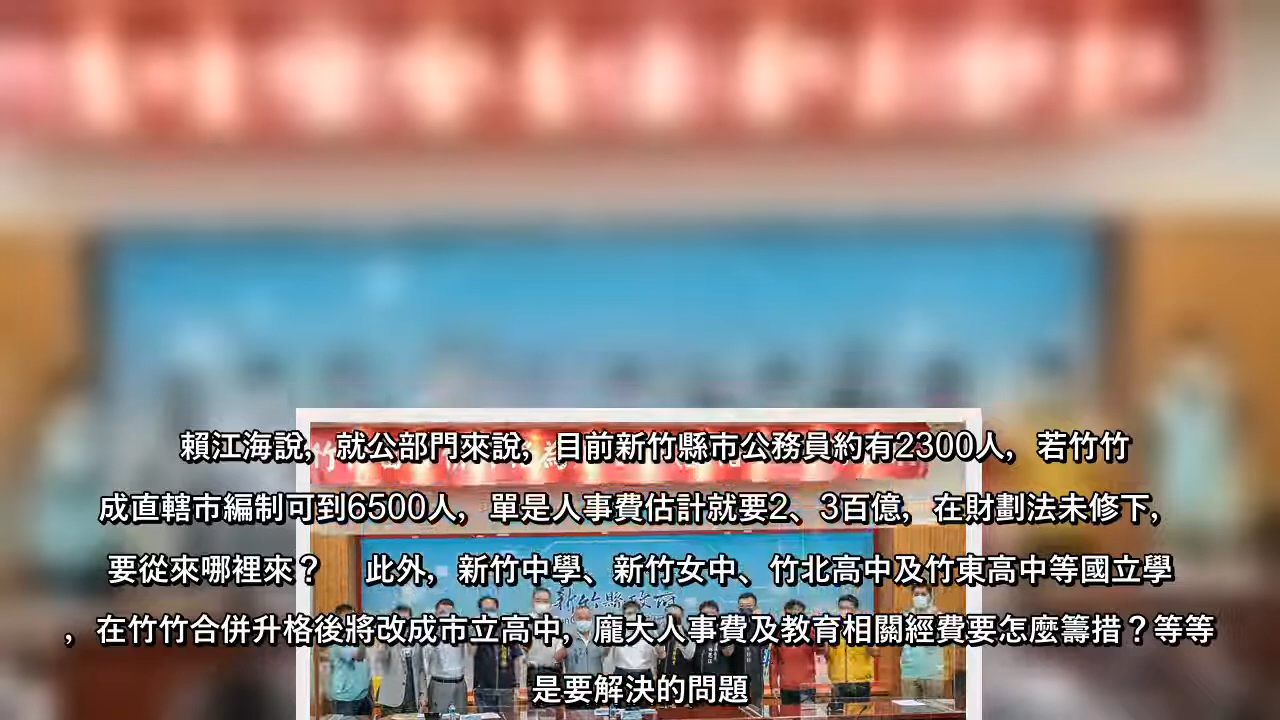 賴江海說，就公部門來說，目前新竹縣市公務員約有2300人，若竹竹
成直轄市編制可到6500人，單是人事費估計就要2、3百億，在財劃法未修下，
要從來哪裡來？ 此外，新竹中學、新竹女中、竹北高中及竹東高中等國立學
，在竹竹合併升格後將改成市立高中，龐大人事費及教育相關經費要怎麼籌措？等等
是要解決的問題
新竹縣政府